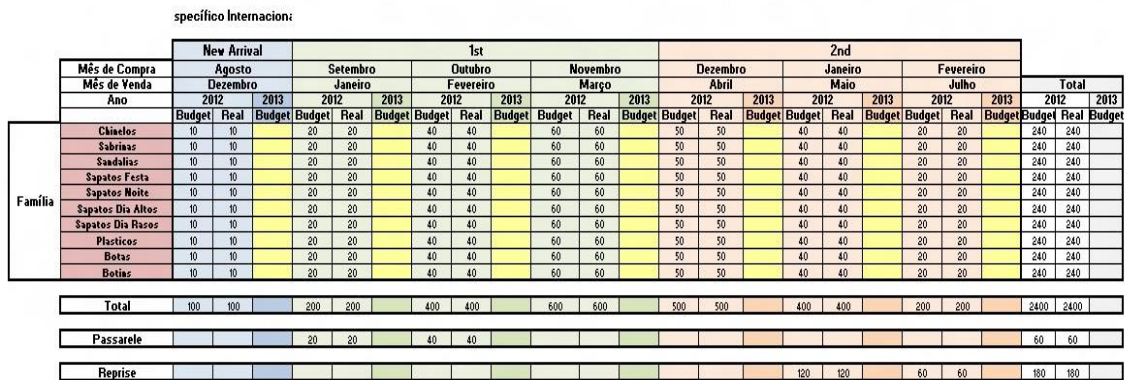 specífico Internaciona
New Arrival 1st 2nd
Mês de Compra Agosto Setembro Outubro Novembro Dezembro Janeiro Fevereiro
Mês de Venda Dezembro Janeiro Fevereiro Março Abril Maio Julho Total
Ano 2012 2013 2012 2013 2012 2013 2012 2013 2012 2013 2012 2013 2012 2013 2012 2013
Budget Real Budget Budget Real Budget Budget Real Budget Budget Real Budget Budget Real Budget Budget Real Budget Budget Real Budget Budget Real Budget
Chinelos 10 10 20 20 40 40 60 60 50 50 40 40 20 20 240 240
Sabrinas 10 10 20 20 40 40 60 60 50 50 40 40 20 20 240 240
Sandalias 10 10 20 20 40 40 60 60 50 50 40 40 20 20 240 240
Sapatos Festa 10 10 20 20 40 40 60 60 50 50 40 40 20 20 240 240
Sapatos Noite 10 10 20 20 40 40 60 60 50 50 40 40 20 20 240 240
Família
Sapatos Dia Altos 10 10 20 20 40 40 60 60 50 50 40 40 20 20 240 240
Sapatos Dia Rasos 10 10 20 20 40 40 60 60 50 50 40 40 20 20 240 240
Plasticos 10 10 20 20 40 40 60 60 50 50 40 40 20 20 240 240
Botas 10 10 20 20 40 40 60 60 50 50 40 40 20 20 240 240
Botins 10 10 20 20 40 40 60 60 50 50 40 40 20 20 240 240
Total 100 100 200 200 400 400 600 600 500 500 400 400 200 200 2400 2400
Passarele 20 20 40 40 60 60
Reprise 120 120 60 60 180 180